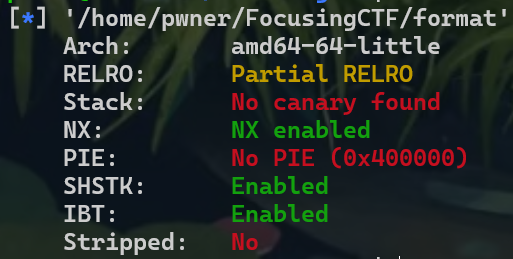 [*] '/home/pwner/FocusingCTF/format'
Arch: amd64-64-little
RELRO: Partial RELRO
Stack: No canary found
NX: NX enabled
PIE: No PIE (0x400000)
SHSTK: Enabled
IBT: Enabled
Stripped: No